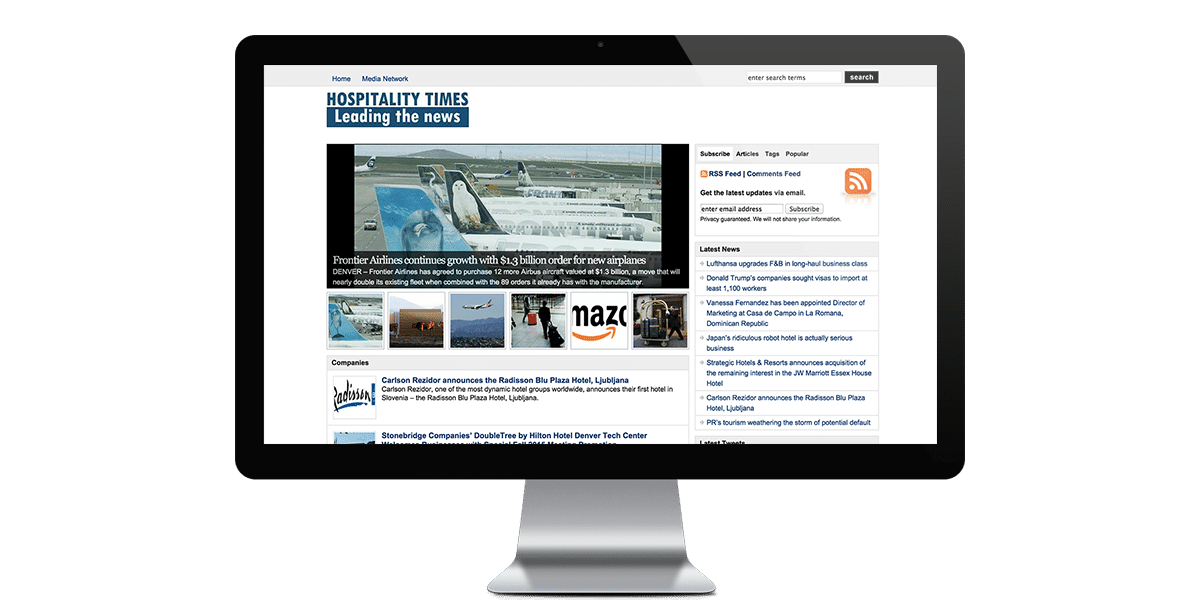 Home Media Network
enter search terms search
HOSPITALITY TIMES
Leading the news
FRONTIER
Frontier Airlines continues growth with $1.3 billion order for new airplanes
DENVER – Frontier Airlines has agreed to purchase 12 more Airbus aircraft valued at $1.3 billion, a move that will
nearly double its existing fleet when combined with the 89 orders it already has with the manufacturer.
mazo
Companies
Radisson
Carlson Rezidor announces the Radisson Blu Plaza Hotel, Ljubljana
Carlson Rezidor, one of the most dynamic hotel groups worldwide, announces their first hotel in
Slovenia – the Radisson Blu Plaza Hotel, Ljubljana.
Stonebridge Companies' DoubleTree by Hilton Hotel Denver Tech Center
Welcomes Businesses with Special Fall 2015 Meeting Promotion
Subscribe Articles Tags Popular
RSS Feed | Comments Feed
Get the latest updates via email.
enter email address Subscribe
Privacy guaranteed. We will not share your information.
Latest News
Lufthansa upgrades F&B in long-haul business class
Donald Trump's companies sought visas to import at
least 1,100 workers
Vanessa Fernandez has been appointed Director of
Marketing at Casa de Campo in La Romana,
Dominican Republic
Japan's ridiculous robot hotel is actually serious
business
Strategic Hotels & Resorts announces acquisition of
the remaining interest in the JW Marriott Essex House
Hotel
Carlson Rezidor announces the Radisson Blu Plaza
Hotel, Ljubljana
PR's tourism weathering the storm of potential default
Latest Tweets